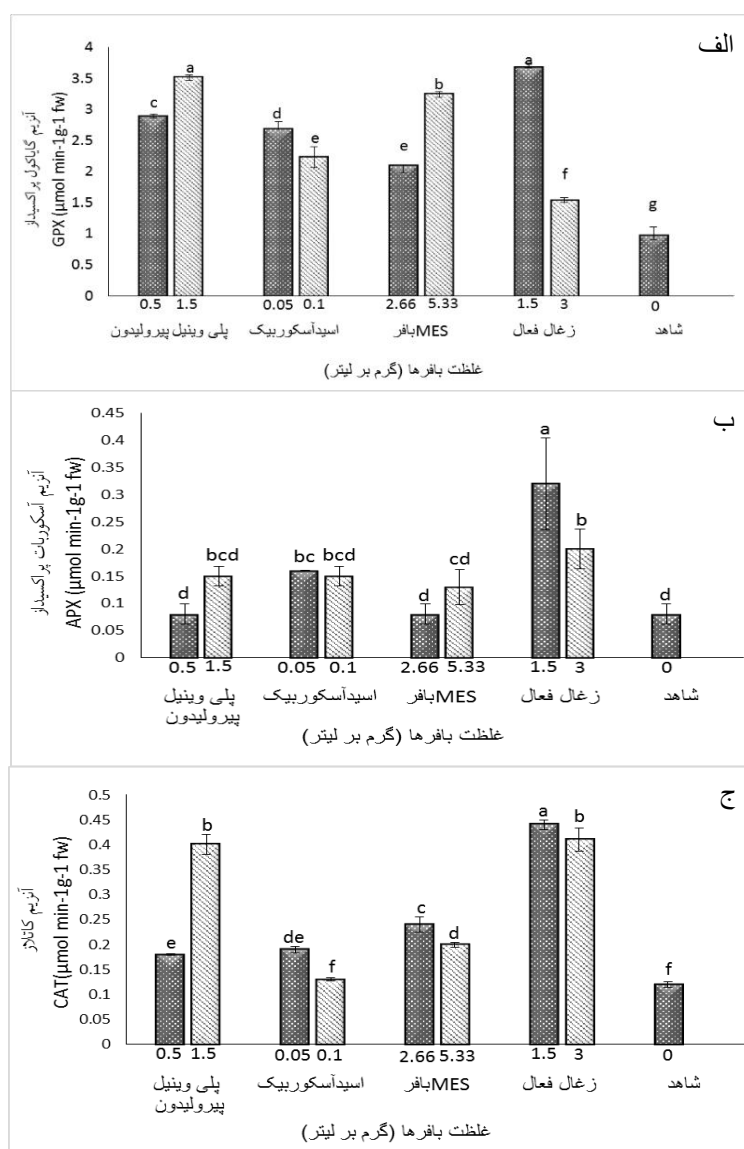 الف
آنزیم گایاکول پراکسیداز
GPX (µmol min-1g-1 fw)
4
3.5
3
2.5
2
1.5
1
0.5
0
c a d e e b a f g
0.5 1.5 0.05 0.1 2.66 5.33 1.5 3 0
پلی وینیل پیرولیدون اسیدآسکوربیک بافرMES زغال فعال شاهد
غلظت بافرها (گرم بر لیتر)
ب
آنزیم آسکوربات پراکسیداز
APX (µmol min-1g-1 fw)
0.45
0.4
0.35
0.3
0.25
0.2
0.15
0.1
0.05
0
d bcd bc bcd d cd a b d
0.5 1.5 0.05 0.1 2.66 5.33 1.5 3 0
پلی وینیل پیرولیدون اسیدآسکوربیک بافرMES زغال فعال شاهد
غلظت بافرها (گرم بر لیتر)
ج
آنزیم کاتالاز
CAT(µmol min-1g-1 fw)
0.5
0.45
0.4
0.35
0.3
0.25
0.2
0.15
0.1
0.05
0
e b de f c d a b f
0.5 1.5 0.05 0.1 2.66 5.33 1.5 3 0
پلی وینیل پیرولیدون اسیدآسکوربیک بافرMES زغال فعال شاهد
غلظت بافرها (گرم بر لیتر)